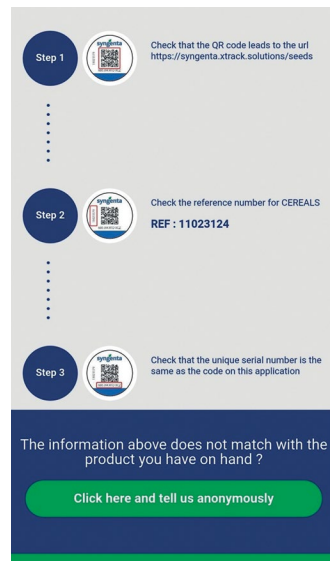 Step 1
syngenta
Check that the QR code leads to the url
https://syngenta.xtrack.solutions/seeds
Step 2
syngenta
Check the reference number for CEREALS
REF : 11023124
Step 3
syngenta
Check that the unique serial number is the
same as the code on this application
The information above does not match with the
product you have on hand ?
Click here and tell us anonymously